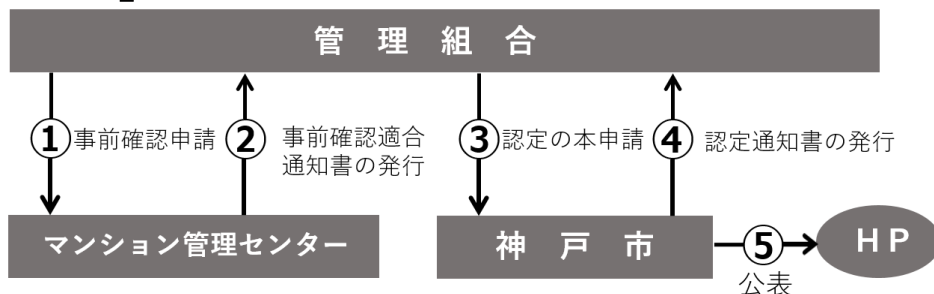 管理組合
①事前確認申請
②事前確認適合
通知書の発行
③認定の本申請
④認定通知書の発行
マンション管理センター
神戸市
⑤
公表
HP